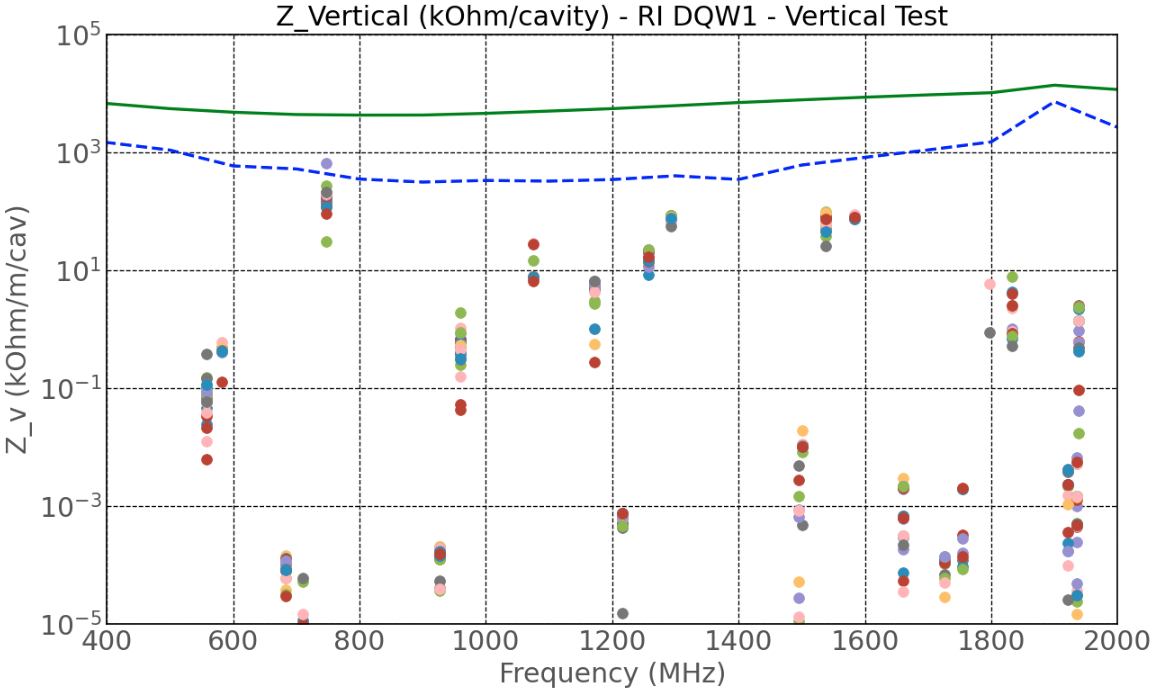 Z_Vertical (kOhm/cavity) - RI DQW1 - Vertical Test
10^5
10^3
10^1
10^−1
10^−3
10^−5
Z_v (kOhm/m/cav)
400 600 800 1000 1200 1400 1600 1800 2000
Frequency (MHz)